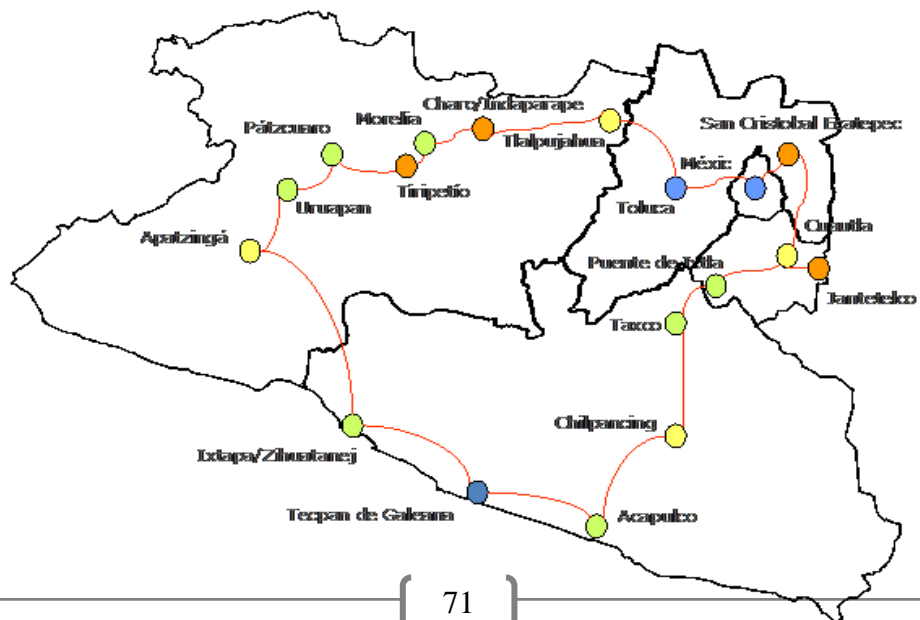 Charo/Indaparape
Morelia
San Cristobal Ecatepec
Pátzcuaro
Tlalpujahua
Méxic
Tiripetío
Uruapan
Toluca
Cuautla
Apatzingá
Puente de Ixtla
Jantetelco
Taxco
Chilpancing
Ixtapa/Zihuatanej
Tecpan de Galeana
Acapulco
71